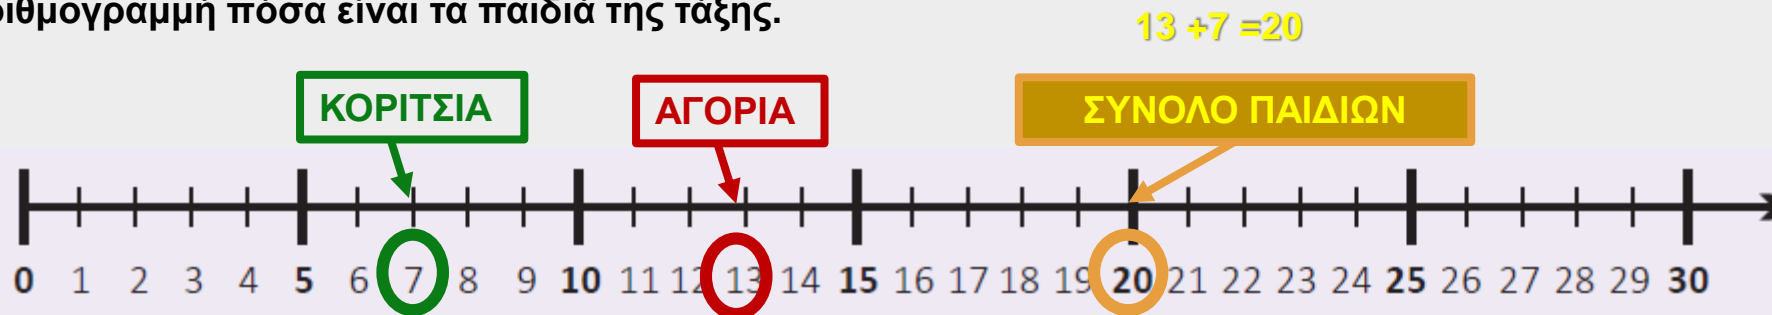 ριθμογραμμή πόσα είναι τα παιδιά της τάξης.
13 +7 =20
ΚΟΡΙΤΣΙΑ ΑΓΟΡΙΑ ΣΥΝΟΛΟ ΠΑΙΔΙΩΝ
0 1 2 3 4 5 6 7 8 9 10 11 12 13 14 15 16 17 18 19 20 21 22 23 24 25 26 27 28 29 30